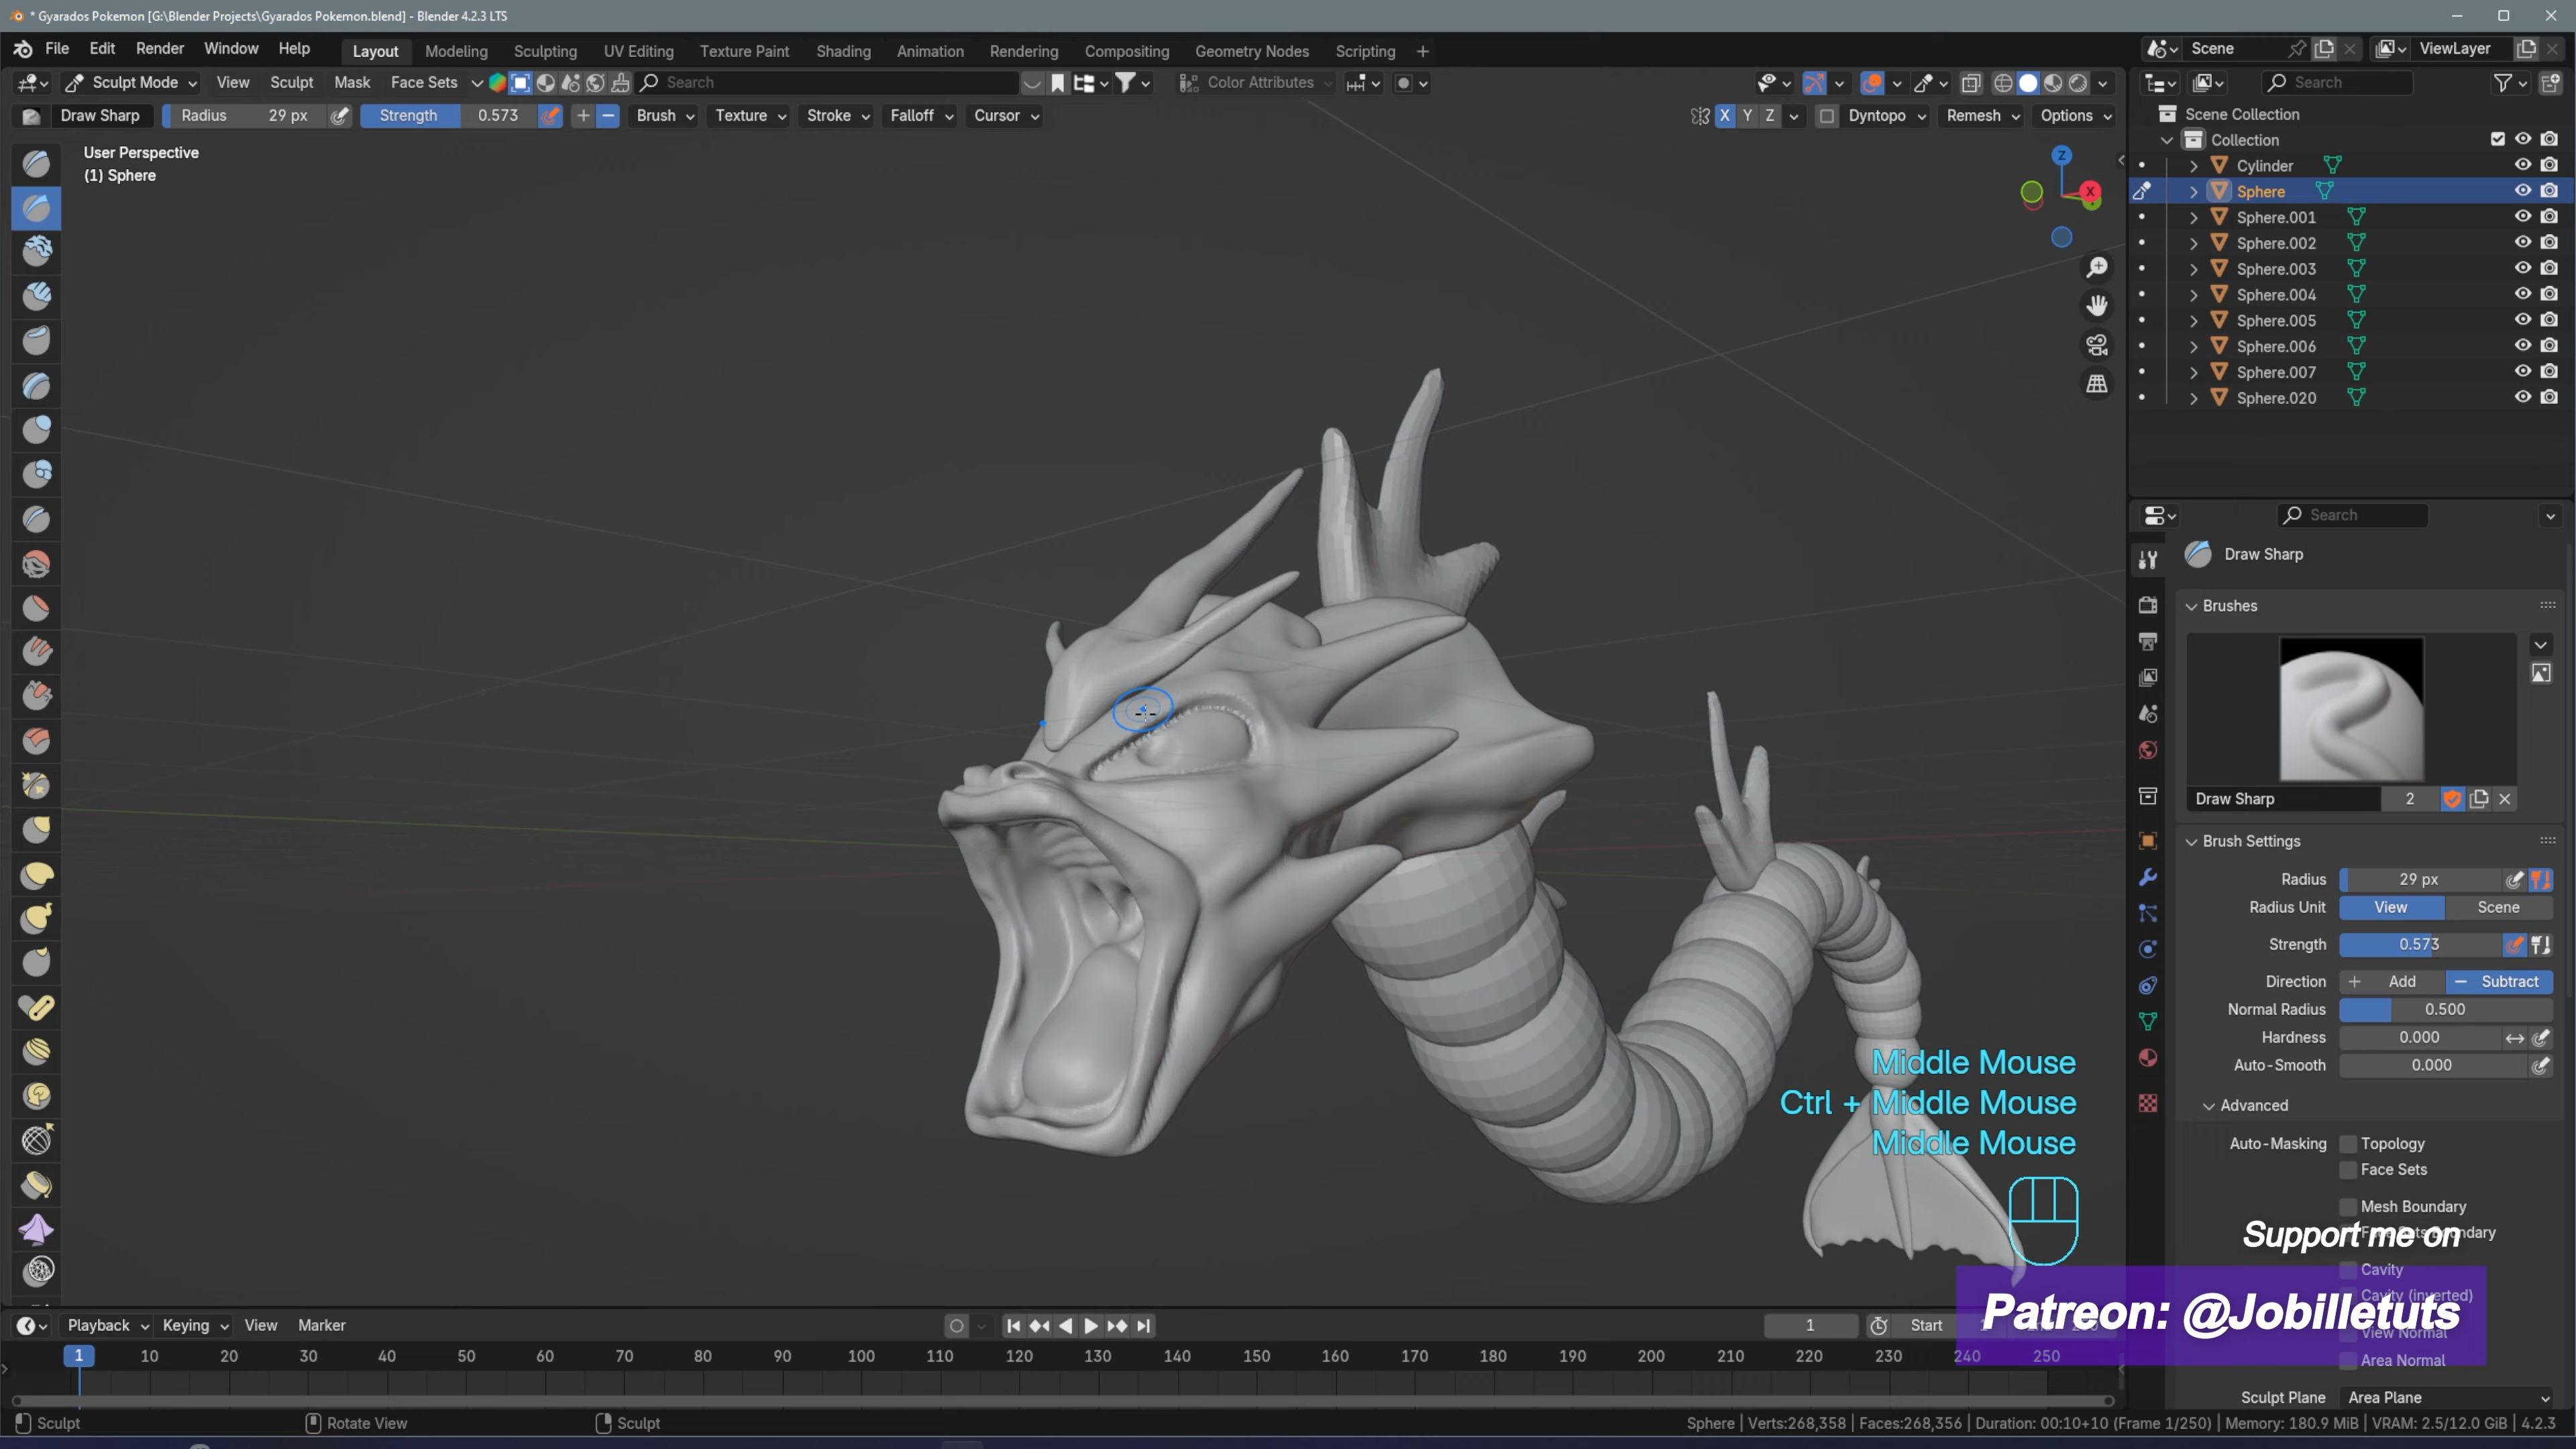 * Gyarados Pokemon [G:\Blender Projects\Gyarados Pokemon.blend] - Blender 4.2.3 LTS
File Edit Render Window Help Layout Modeling Sculpting UV Editing Texture Paint Shading Animation Rendering Compositing Geometry Nodes Scripting + Scene ViewLayer
Sculpt Mode View Sculpt Mask Face Sets Search Color Attributes Search
Draw Sharp Radius 29 px Strength 0.573 Brush Texture Stroke Falloff Cursor X Y Z Dyntopo Remesh Options
User Perspective
(1) Sphere
Z
X
Scene Collection
Collection
Cylinder
Sphere
Sphere.001
Sphere.002
Sphere.003
Sphere.004
Sphere.005
Sphere.006
Sphere.007
Sphere.020
Search
Draw Sharp
Brushes
Draw Sharp 2
Brush Settings
Radius 29 px
Radius Unit View Scene
Strength 0.573
Direction + Add - Subtract
Normal Radius 0.500
Hardness 0.000
Auto-Smooth 0.000
Advanced
Auto-Masking Topology
Face Sets
Mesh Boundary
Face Sets Boundary
Cavity
Cavity (inverted)
View Normal
Area Normal
Sculpt Plane Area Plane
Middle Mouse
Ctrl + Middle Mouse
Middle Mouse
Support me on
Patreon: @Jobilletuts
Playback Keying View Marker 1 Start
1 10 20 30 40 50 60 70 80 90 100 110 120 130 140 150 160 170 180 190 200 210 220 230 240 250
Sculpt Rotate View Sculpt Sphere | Verts:268,358 | Faces:268,356 | Duration: 00:10+10 (Frame 1/250) | Memory: 180.9 MiB | VRAM: 2.5/12.0 GiB | 4.2.3